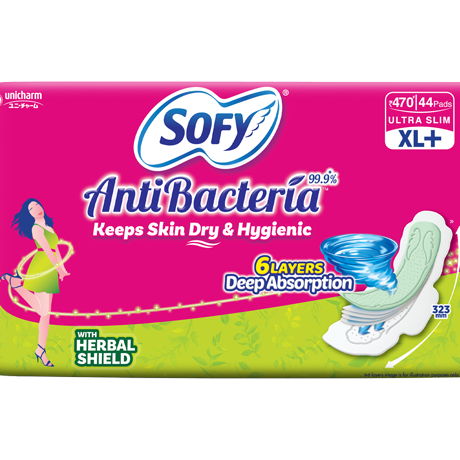 unicharm
ユニ・チャーム
SOFY®
₹470* 44 Pads
ULTRA SLIM
XL+
99.9%*
AntiBacteria™
Keeps Skin Dry & Hygienic
6 LAYERS
Deep Absorption
323
mm
WITH
HERBAL
SHIELD